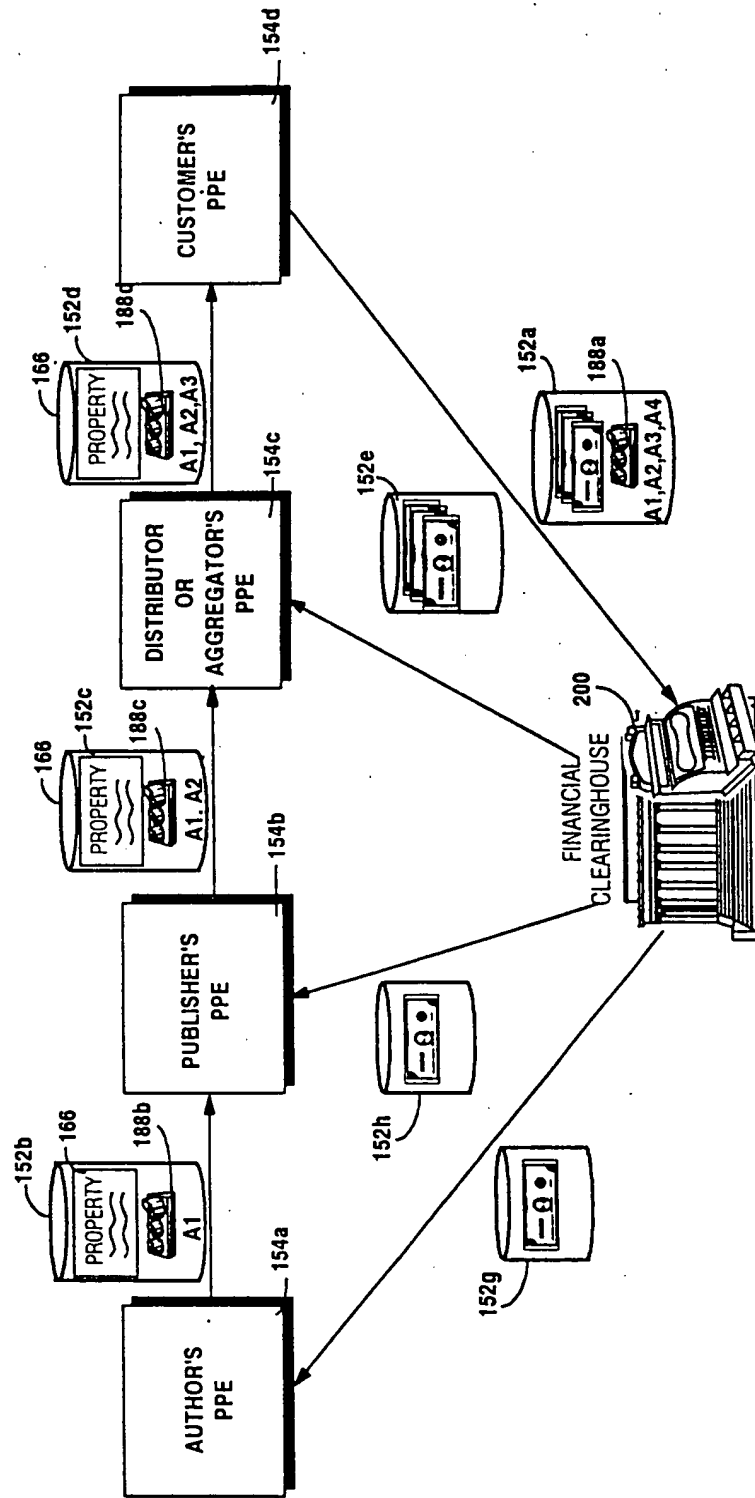 AUTHOR'S
PPE
154a
152b
166
PROPERTY
188b
A1
PUBLISHER'S
PPE
154b
166
152c
PROPERTY
188c
A1. A2
DISTRIBUTOR
OR
AGGREGATOR'S
PPE
154c
166
152d
PROPERTY
188d
A1, A2,A3
CUSTOMER'S
PPE
154d
152g
152h
152e
152a
188a
A1,A2,A3,A4
FINANCIAL
CLEARINGHOUSE
200